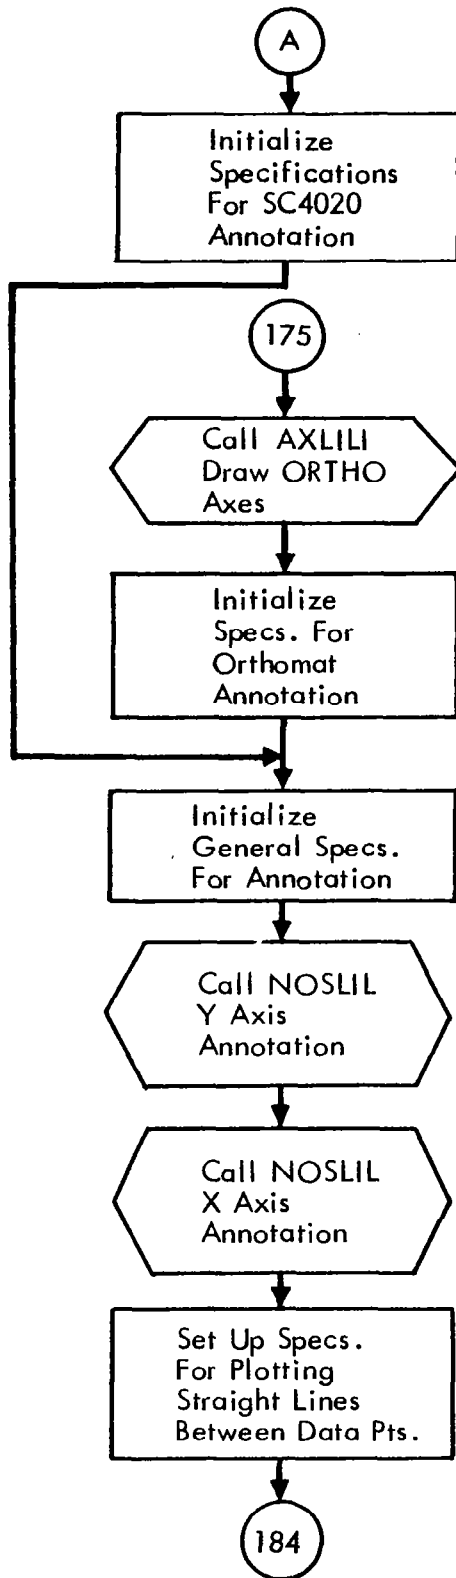 A
Initialize
Specifications
For SC4020
Annotation
175
Call AXLILI
Draw ORTHO
Axes
Initialize
Specs. For
Orthomat
Annotation
Initialize
General Specs.
For Annotation
Call NOSLIL
Y Axis
Annotation
Call NOSLIL
X Axis
Annotation
Set Up Specs.
For Plotting
Straight Lines
Between Data Pts.
184